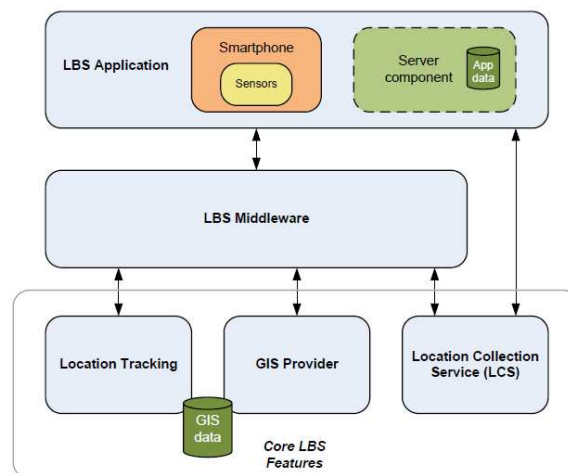 LBS Application
Smartphone
Sensors
Server
component
App
data
LBS Middleware
Location Tracking
GIS Provider
Location Collection
Service (LCS)
GIS
data
Core LBS
Features